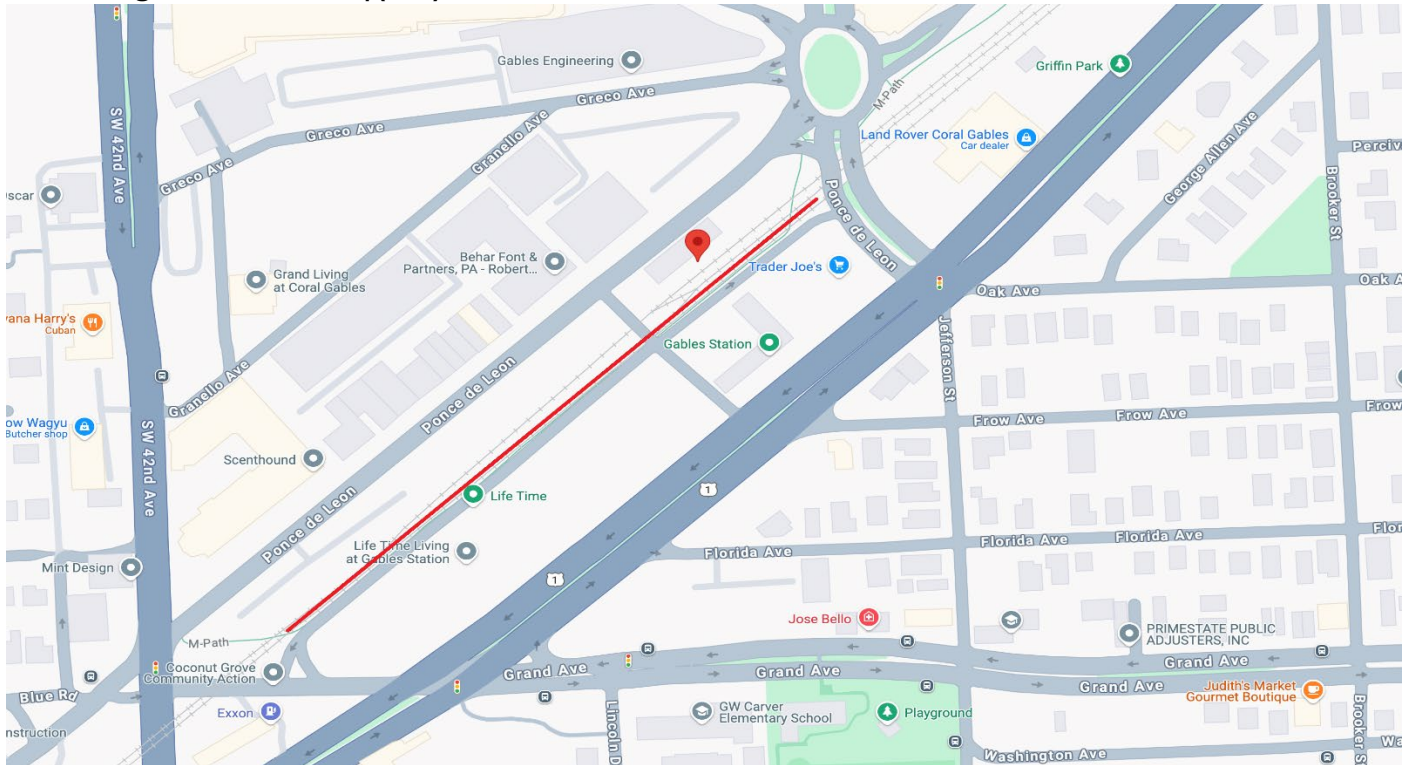 Gables Engineering
Greco Ave
Greco Ave
Greco Ave
Granello Ave
Granello Ave
SW 42nd Ave
SW 42nd Ave
M-Path
Griffin Park
Land Rover Coral Gables
Car dealer
George Allen Ave
Brooker St
Ponce de Leon
Behar Font &
Partners, PA - Robert...
Grand Living
at Coral Gables
Trader Joe's
Oak Ave
Cuban
Gables Station
Jefferson St
Ponce de Leon
Butcher shop
Frow Ave
Frow Ave
Scenthound
Life Time
1
Ponce de Leon
Life Time Living
at Gables Station
1
Florida Ave
Florida Ave
Florida Ave
Mint Design
M-Path
Jose Bello
PRIMESTATE PUBLIC
ADJUSTERS, INC
Coconut Grove
Community Action
Grand Ave
Grand Ave
Grand Ave
Grand Ave
Blue Rd
Exxon
GW Carver
Elementary School
Playground
Judith's Market
Gourmet Boutique
Washington Ave